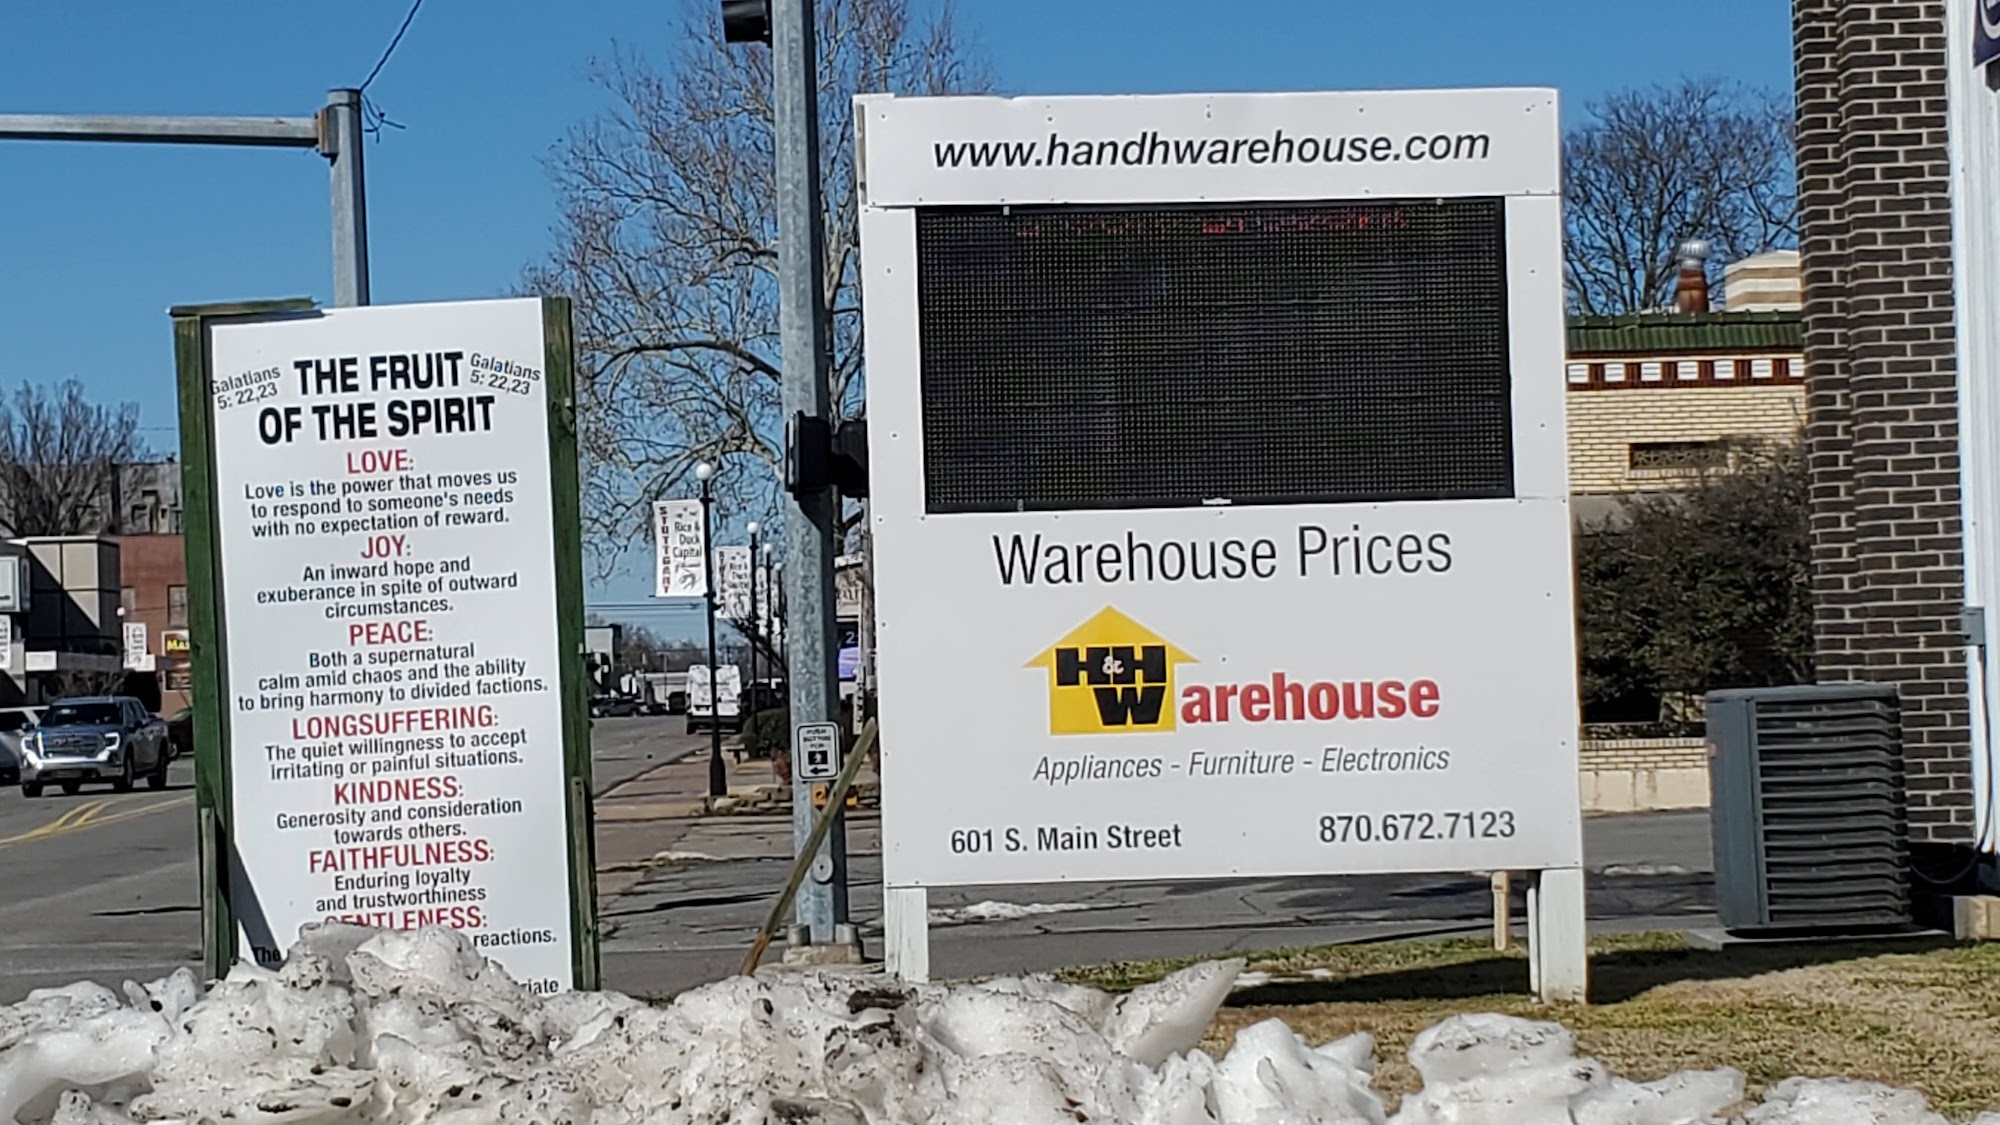 Galatians
5: 22,23
THE FRUIT
OF THE SPIRIT
Galatians
5: 22,23
LOVE:
Love is the power that moves us
to respond to someone's needs
with no expectation of reward.
JOY:
An inward hope and
exuberance in spite of outward
circumstances.
PEACE:
Both a supernatural
calm amid chaos and the ability
to bring harmony to divided factions.
LONGSUFFERING:
The quiet willingness to accept
irritating or painful situations.
KINDNESS:
Generosity and consideration
towards others.
FAITHFULNESS:
Enduring loyalty
and trustworthiness
GENTLENESS:
The reactions.
STUTTGART
Rice &
Duck
Capital
PUSH
BUTTON
FOR
www.handhwarehouse.com
Warehouse Prices
H&H
Warehouse
Appliances - Furniture - Electronics
601 S. Main Street
870.672.7123